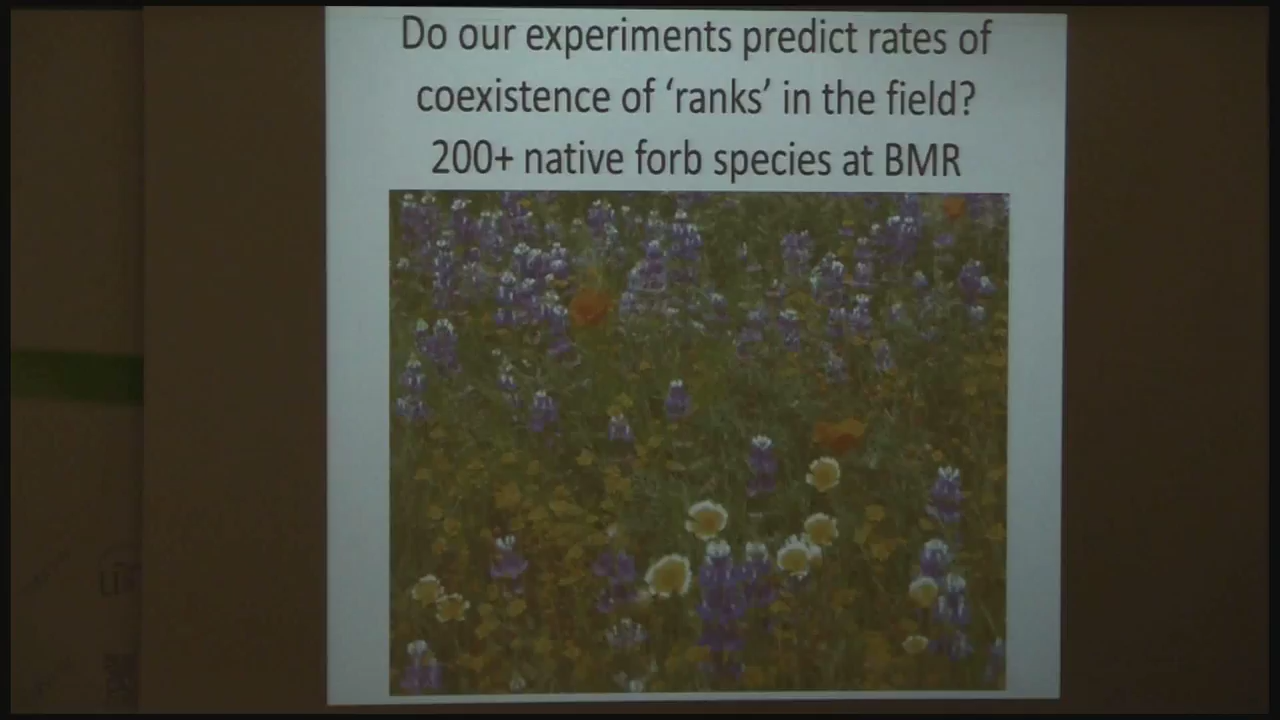 Do our experiments predict rates of
coexistence of ‘ranks’ in the field?
200+ native forb species at BMR